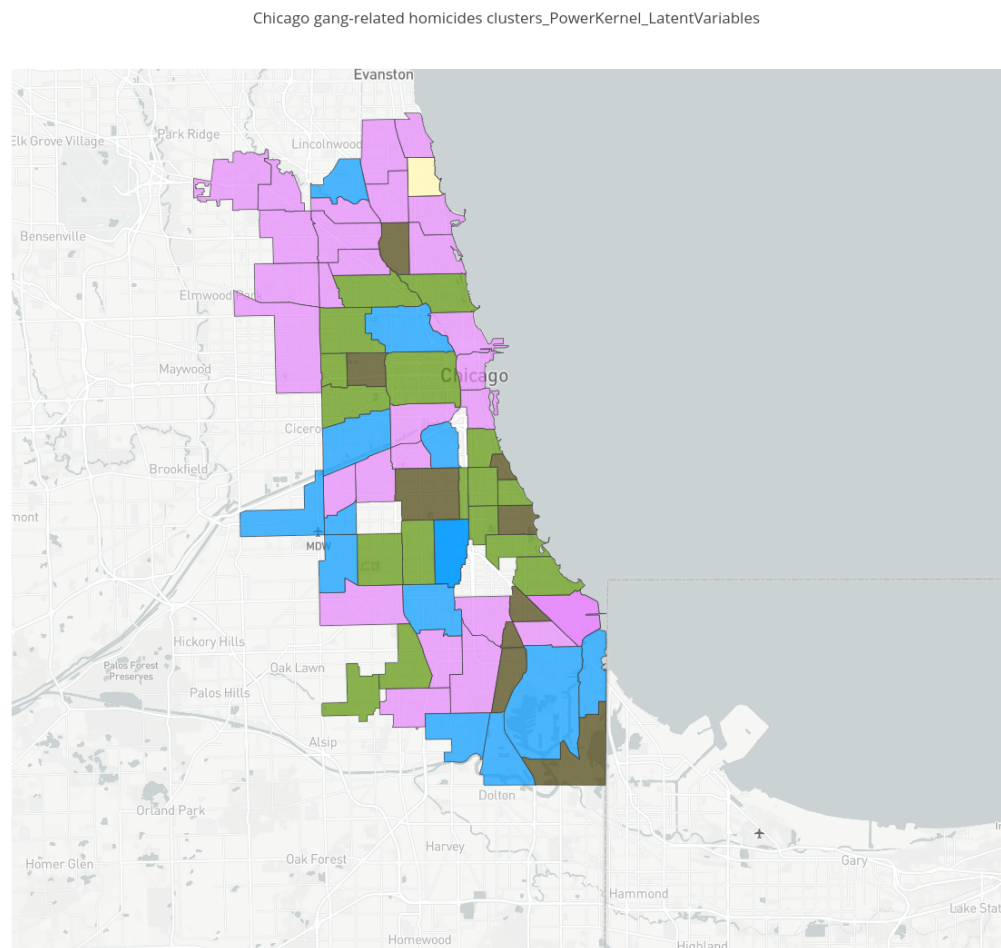 Chicago gang-related homicides clusters_PowerKernel_LatentVariables
Evanston
Park Ridge
Elk Grove Village
Lincolnwood
Bensenville
Elmwood
Maywood
Chicago
Cicero
Brookfield
mont
MDW
Hickory Hills
Palos Forest
Preserves
Oak Lawn
Palos Hills
Alsip
Dolton
Orland Park
Harvey
Oak Forest
Gary
Homer Glen
Hammond
Lake Stat
Homewood
Highland